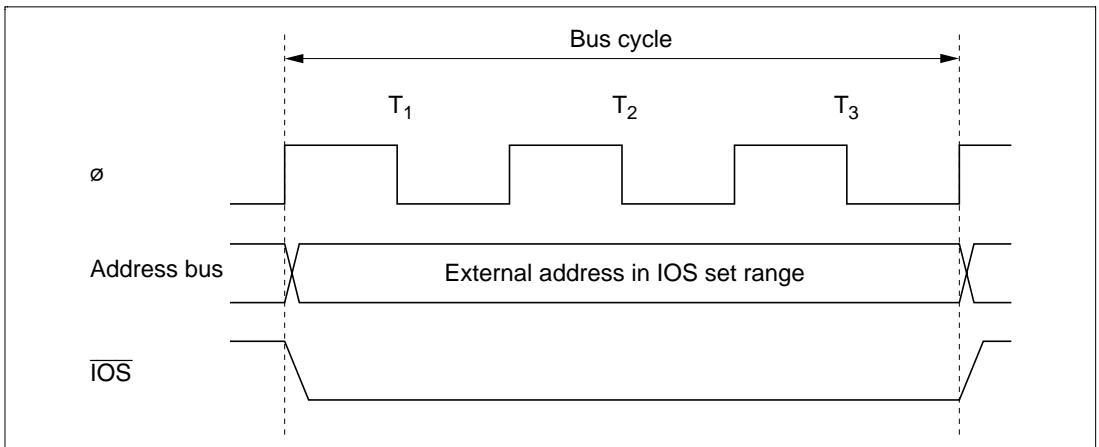 Bus cycle
T1 T2 T3
ø
Address bus External address in IOS set range
IOS